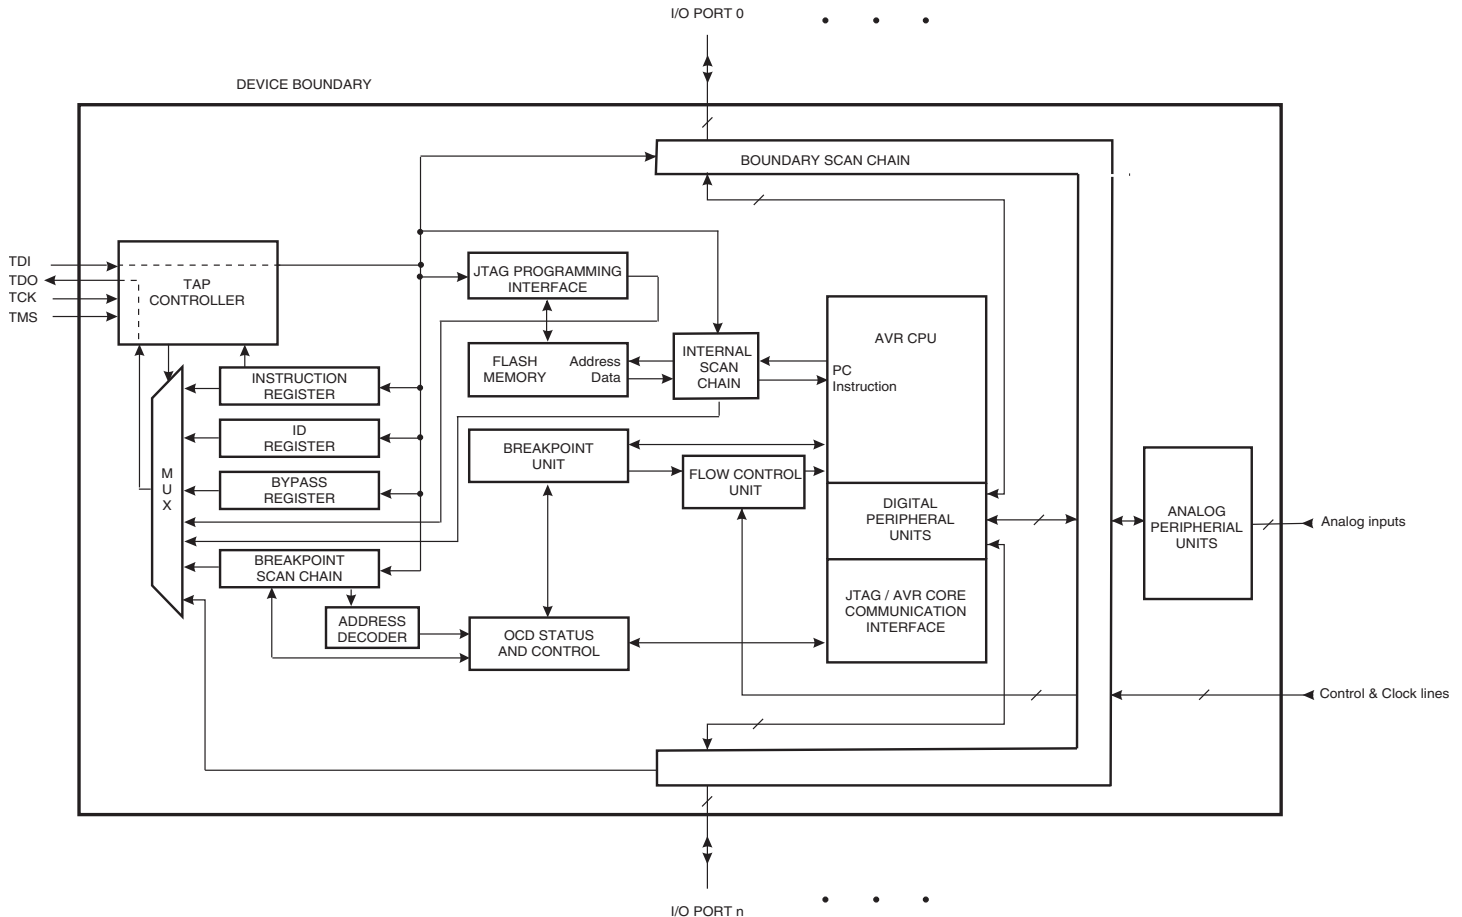 I/O PORT 0
DEVICE BOUNDARY
BOUNDARY SCAN CHAIN
TDI
TDO
TCK
TMS
TAP
CONTROLLER
JTAG PROGRAMMING
INTERFACE
FLASH
MEMORY
Address
Data
INTERNAL
SCAN
CHAIN
AVR CPU
PC
Instruction
INSTRUCTION
REGISTER
ID
REGISTER
BYPASS
REGISTER
M
U
X
BREAKPOINT
UNIT
FLOW CONTROL
UNIT
DIGITAL
PERIPHERAL
UNITS
ANALOG
PERIPHERIAL
UNITS
Analog inputs
BREAKPOINT
SCAN CHAIN
ADDRESS
DECODER
OCD STATUS
AND CONTROL
JTAG / AVR CORE
COMMUNICATION
INTERFACE
Control & Clock lines
I/O PORT n